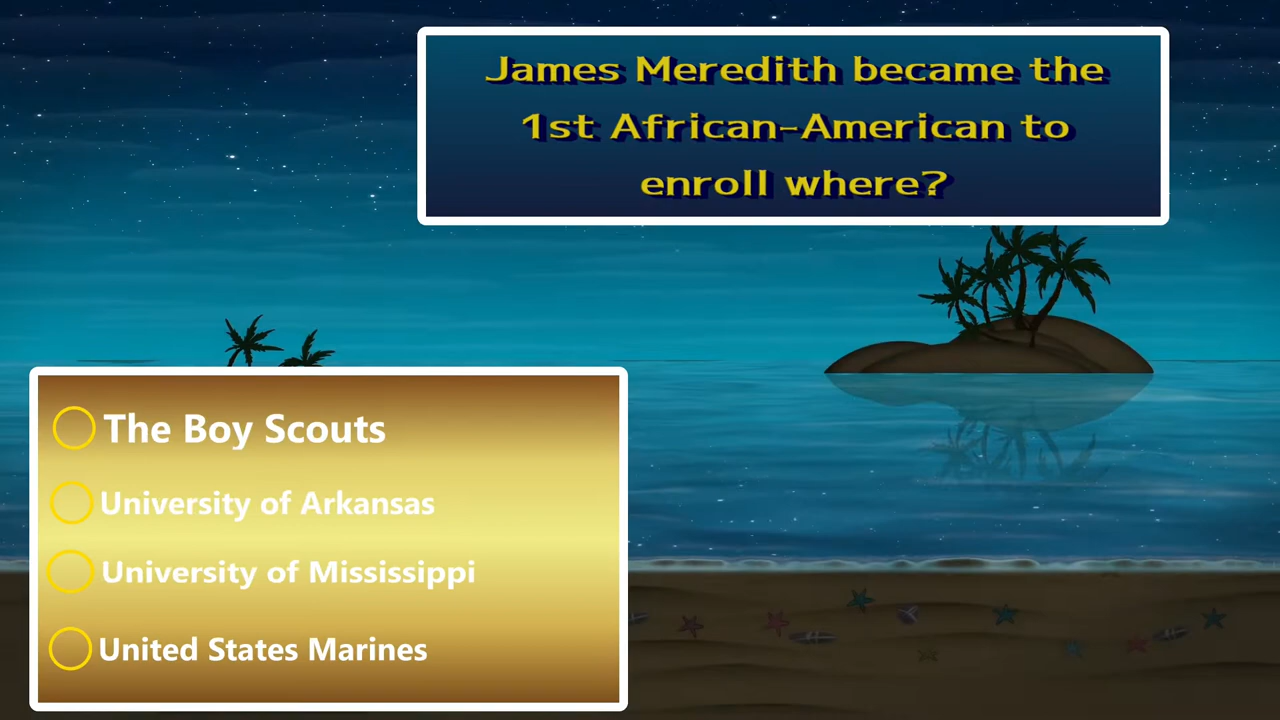 James Meredith became the
1st African-American to
enroll where?
The Boy Scouts
University of Arkansas
University of Mississippi
United States Marines